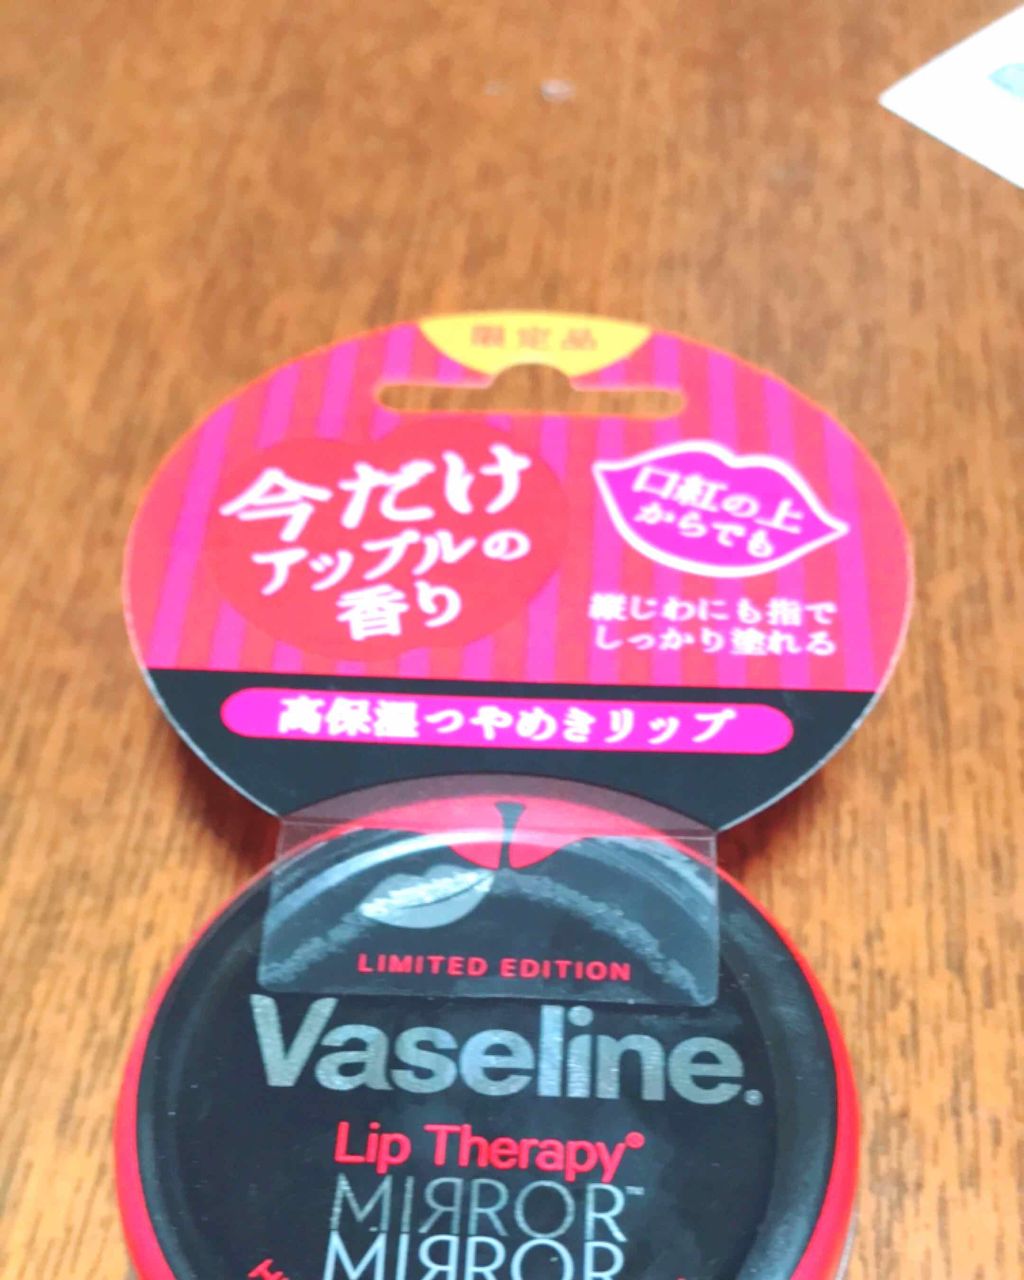 限定品
今だけ
アップルの
香り
口紅の上
からでも
縦じわにも指で
しっかり塗れる
高保湿つやめきリップ
LIMITED EDITION
Vaseline®
Lip Therapy®
MIRROR™
MIRROR